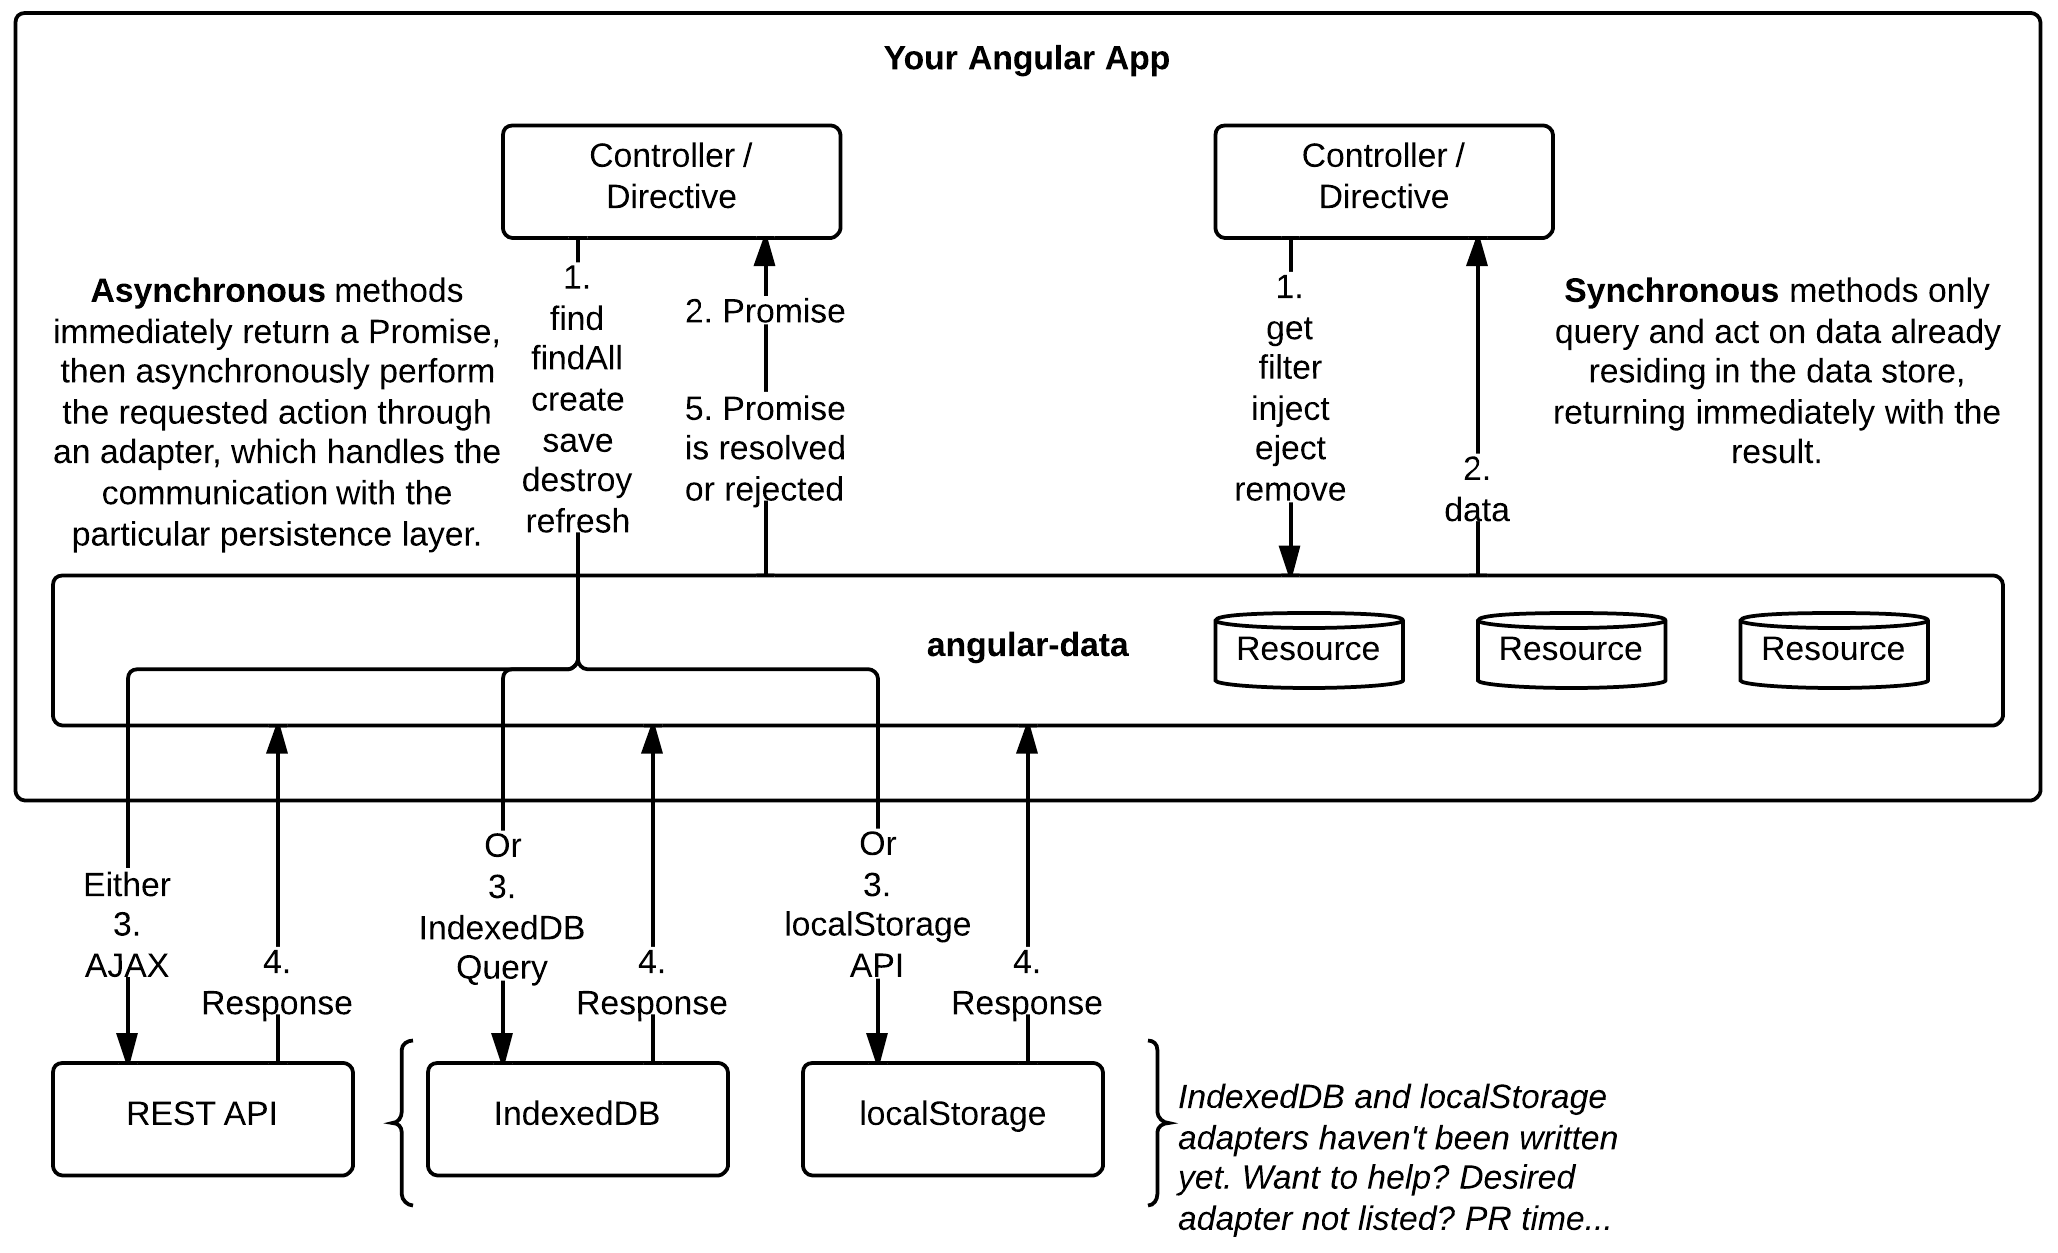 Your Angular App
Controller /
Directive
Controller /
Directive
Asynchronous methods
immediately return a Promise,
then asynchronously perform
the requested action through
an adapter, which handles the
communication with the
particular persistence layer.
1.
find
findAll
create
save
destroy
refresh
2. Promise
5. Promise
is resolved
or rejected
1.
get
filter
inject
eject
remove
2.
data
Synchronous methods only
query and act on data already
residing in the data store,
returning immediately with the
result.
angular-data
Resource
Resource
Resource
Either
3.
AJAX
4.
Response
Or
3.
IndexedDB
Query
4.
Response
Or
3.
localStorage
API
4.
Response
REST API
IndexedDB
localStorage
IndexedDB and localStorage
adapters haven't been written
yet. Want to help? Desired
adapter not listed? PR time...